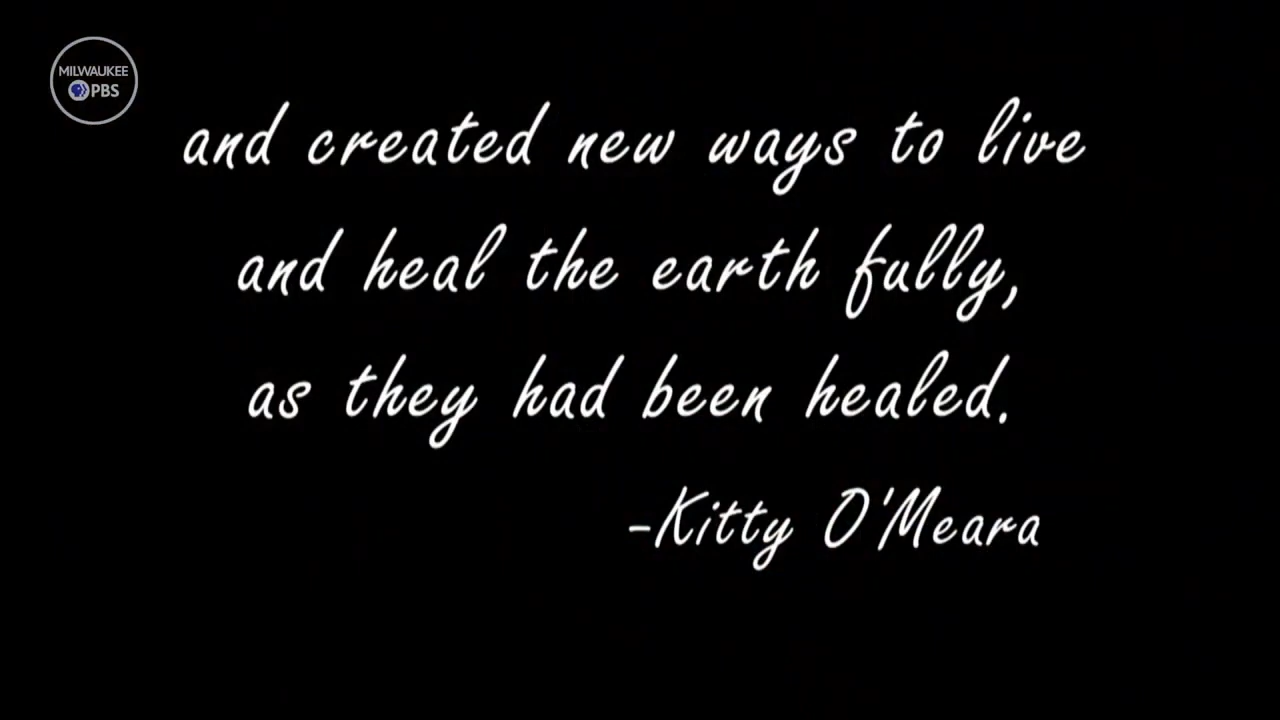 MILWAUKEE
PBS
and created new ways to live
and heal the earth fully,
as they had been healed.
-Kitty O'Meara